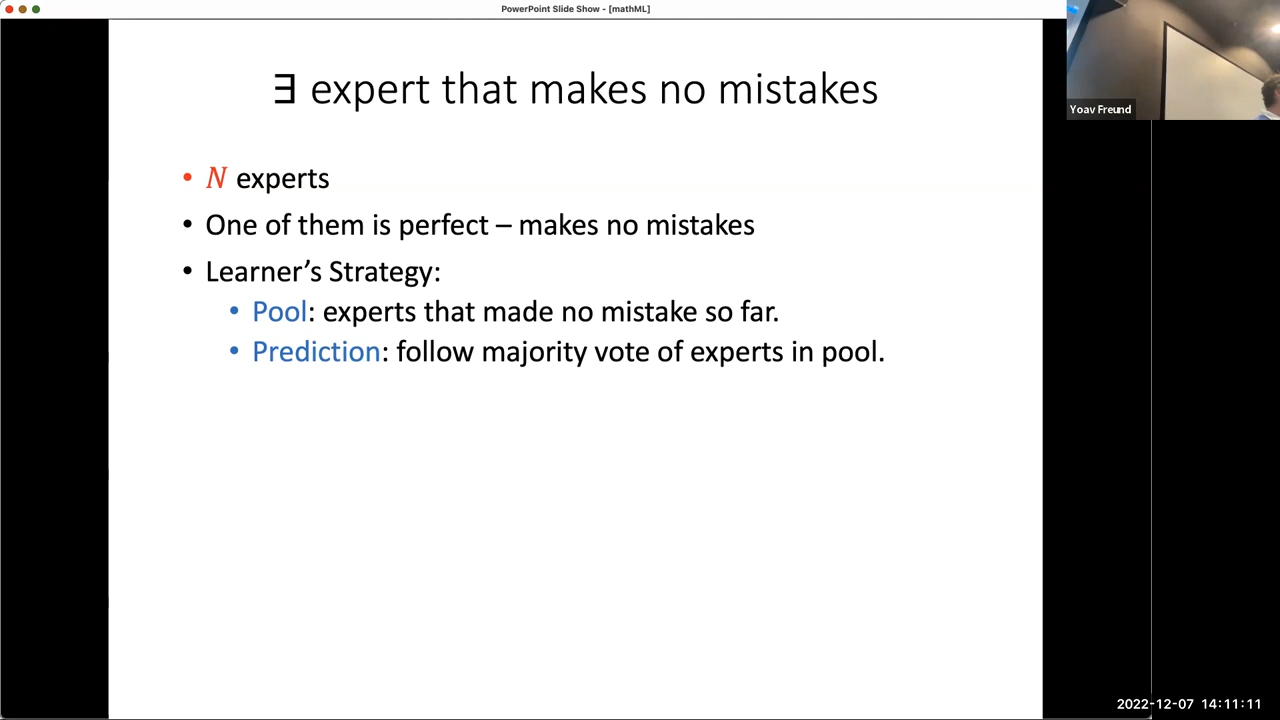 PowerPoint Slide Show - [mathML]
Yoav Freund
∃ expert that makes no mistakes
• N experts
• One of them is perfect – makes no mistakes
• Learner's Strategy:
• Pool: experts that made no mistake so far.
• Prediction: follow majority vote of experts in pool.
2022-12-07 14:11:11